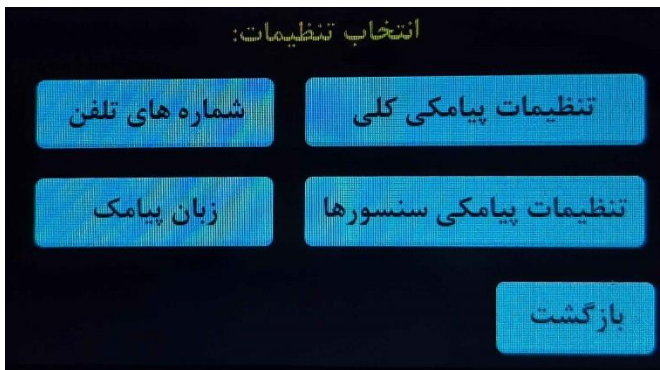 انتخاب تنظیمات:
تنظیمات پیامکی کلی
شماره های تلفن
تنظیمات پیامکی سنسورها
زبان پیامک
بازگشت